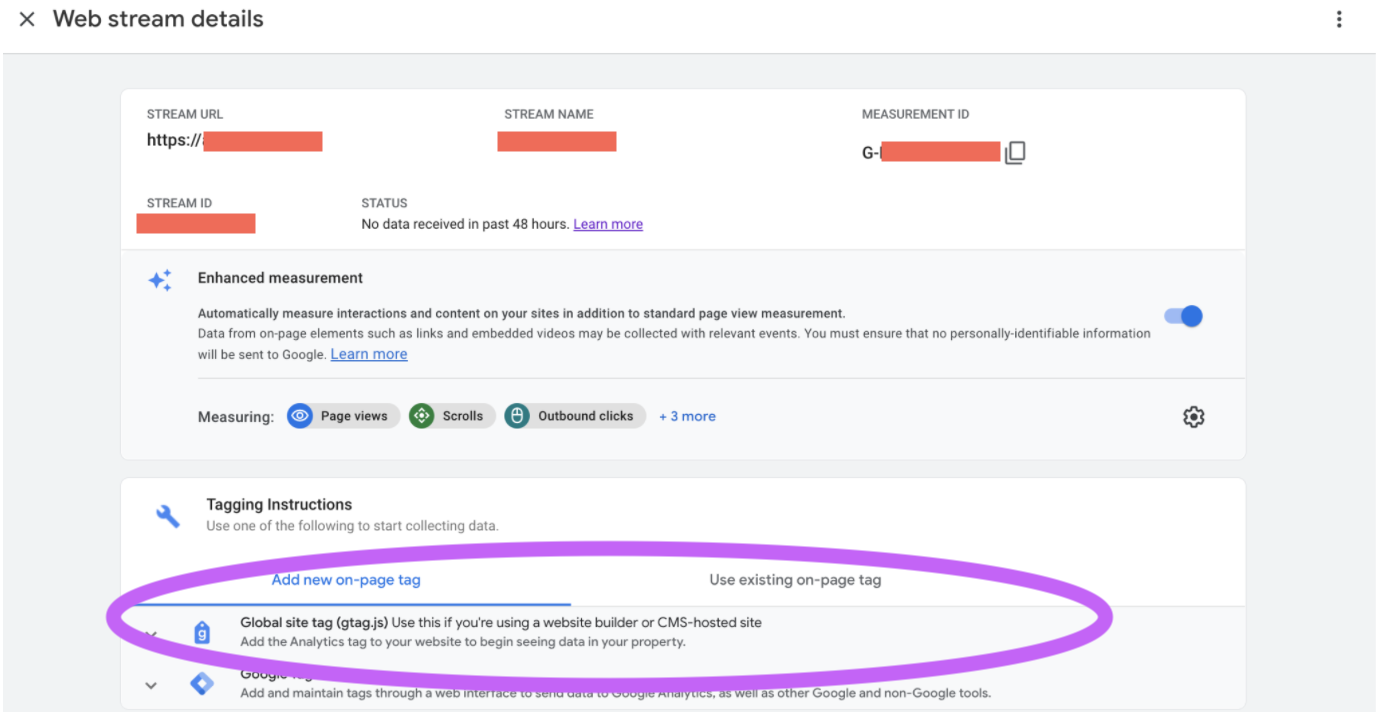 Web stream details
STREAM URL
https://
STREAM NAME
MEASUREMENT ID
G-
STREAM ID
STATUS
No data received in past 48 hours. Learn more
Enhanced measurement
Automatically measure interactions and content on your sites in addition to standard page view measurement.
Data from on-page elements such as links and embedded videos may be collected with relevant events. You must ensure that no personally-identifiable information
will be sent to Google. Learn more
Measuring: Page views Scrolls Outbound clicks + 3 more
Tagging Instructions
Use one of the following to start collecting data.
Add new on-page tag
Use existing on-page tag
g
Global site tag (gtag.js) Use this if you're using a website builder or CMS-hosted site
Add the Analytics tag to your website to begin seeing data in your property.
Google
Add and maintain tags through a web interface to send data to Google Analytics, as well as other Google and non-Google tools.